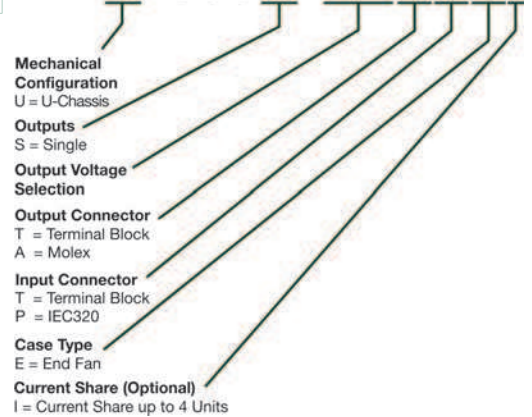 Mechanical
Configuration
U = U-Chassis
Outputs
S = Single
Output Voltage
Selection
Output Connector
T = Terminal Block
A = Molex
Input Connector
T = Terminal Block
P = IEC320
Case Type
E = End Fan
Current Share (Optional)
I = Current Share up to 4 Units